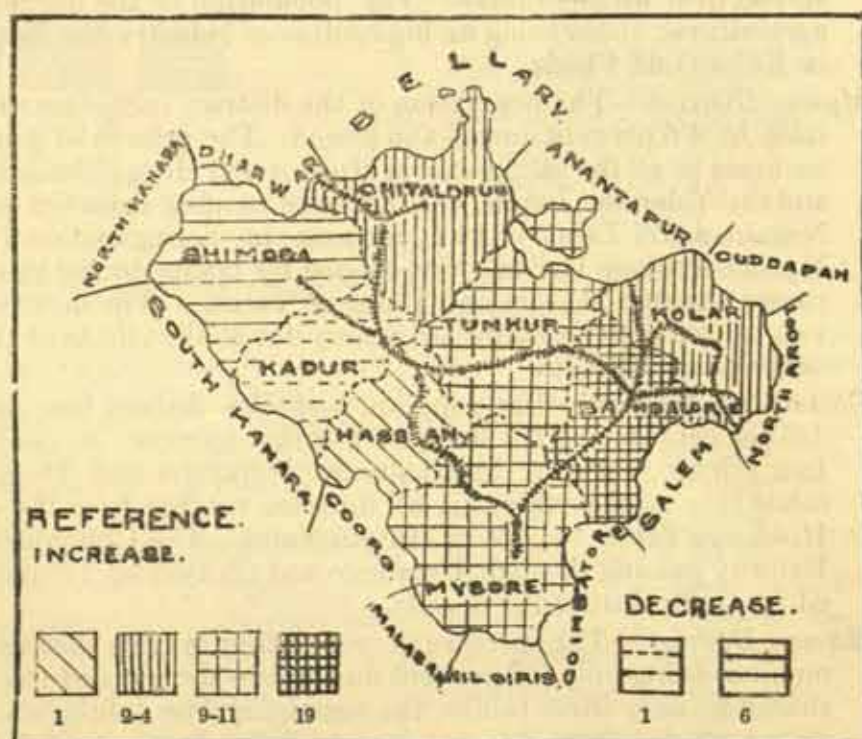 BELLARY
ANANTAPUR
DHARWAR
NORTH KANARA
CHITALDRUG
CUDDAPAH
SHIMOGA
KOLAR
TUMKUR
SOUTH KANARA
KADUR
NORTH ARCOT
BANGALORE
HASSAN
SALEM
COORG
REFERENCE.
INCREASE.
COIMBATORE
MYSORE
DECREASE.
MALABAR
NILGIRIS
1 2-4 9-11 19
1 6